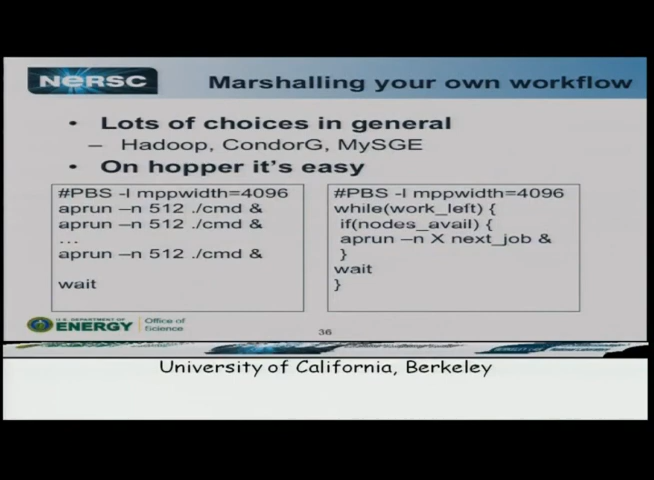 NERSC
Marshalling your own workflow
• Lots of choices in general
– Hadoop, CondorG, MySGE
• On hopper it's easy
#PBS -l mppwidth=4096
aprun –n 512 ./cmd &
aprun –n 512 ./cmd &
…
aprun –n 512 ./cmd &
wait
#PBS -l mppwidth=4096
while(work_left) {
if(nodes_avail) {
aprun –n X next_job &
}
wait
}
U.S. DEPARTMENT OF
ENERGY
Office of
Science
36
University of California, Berkeley